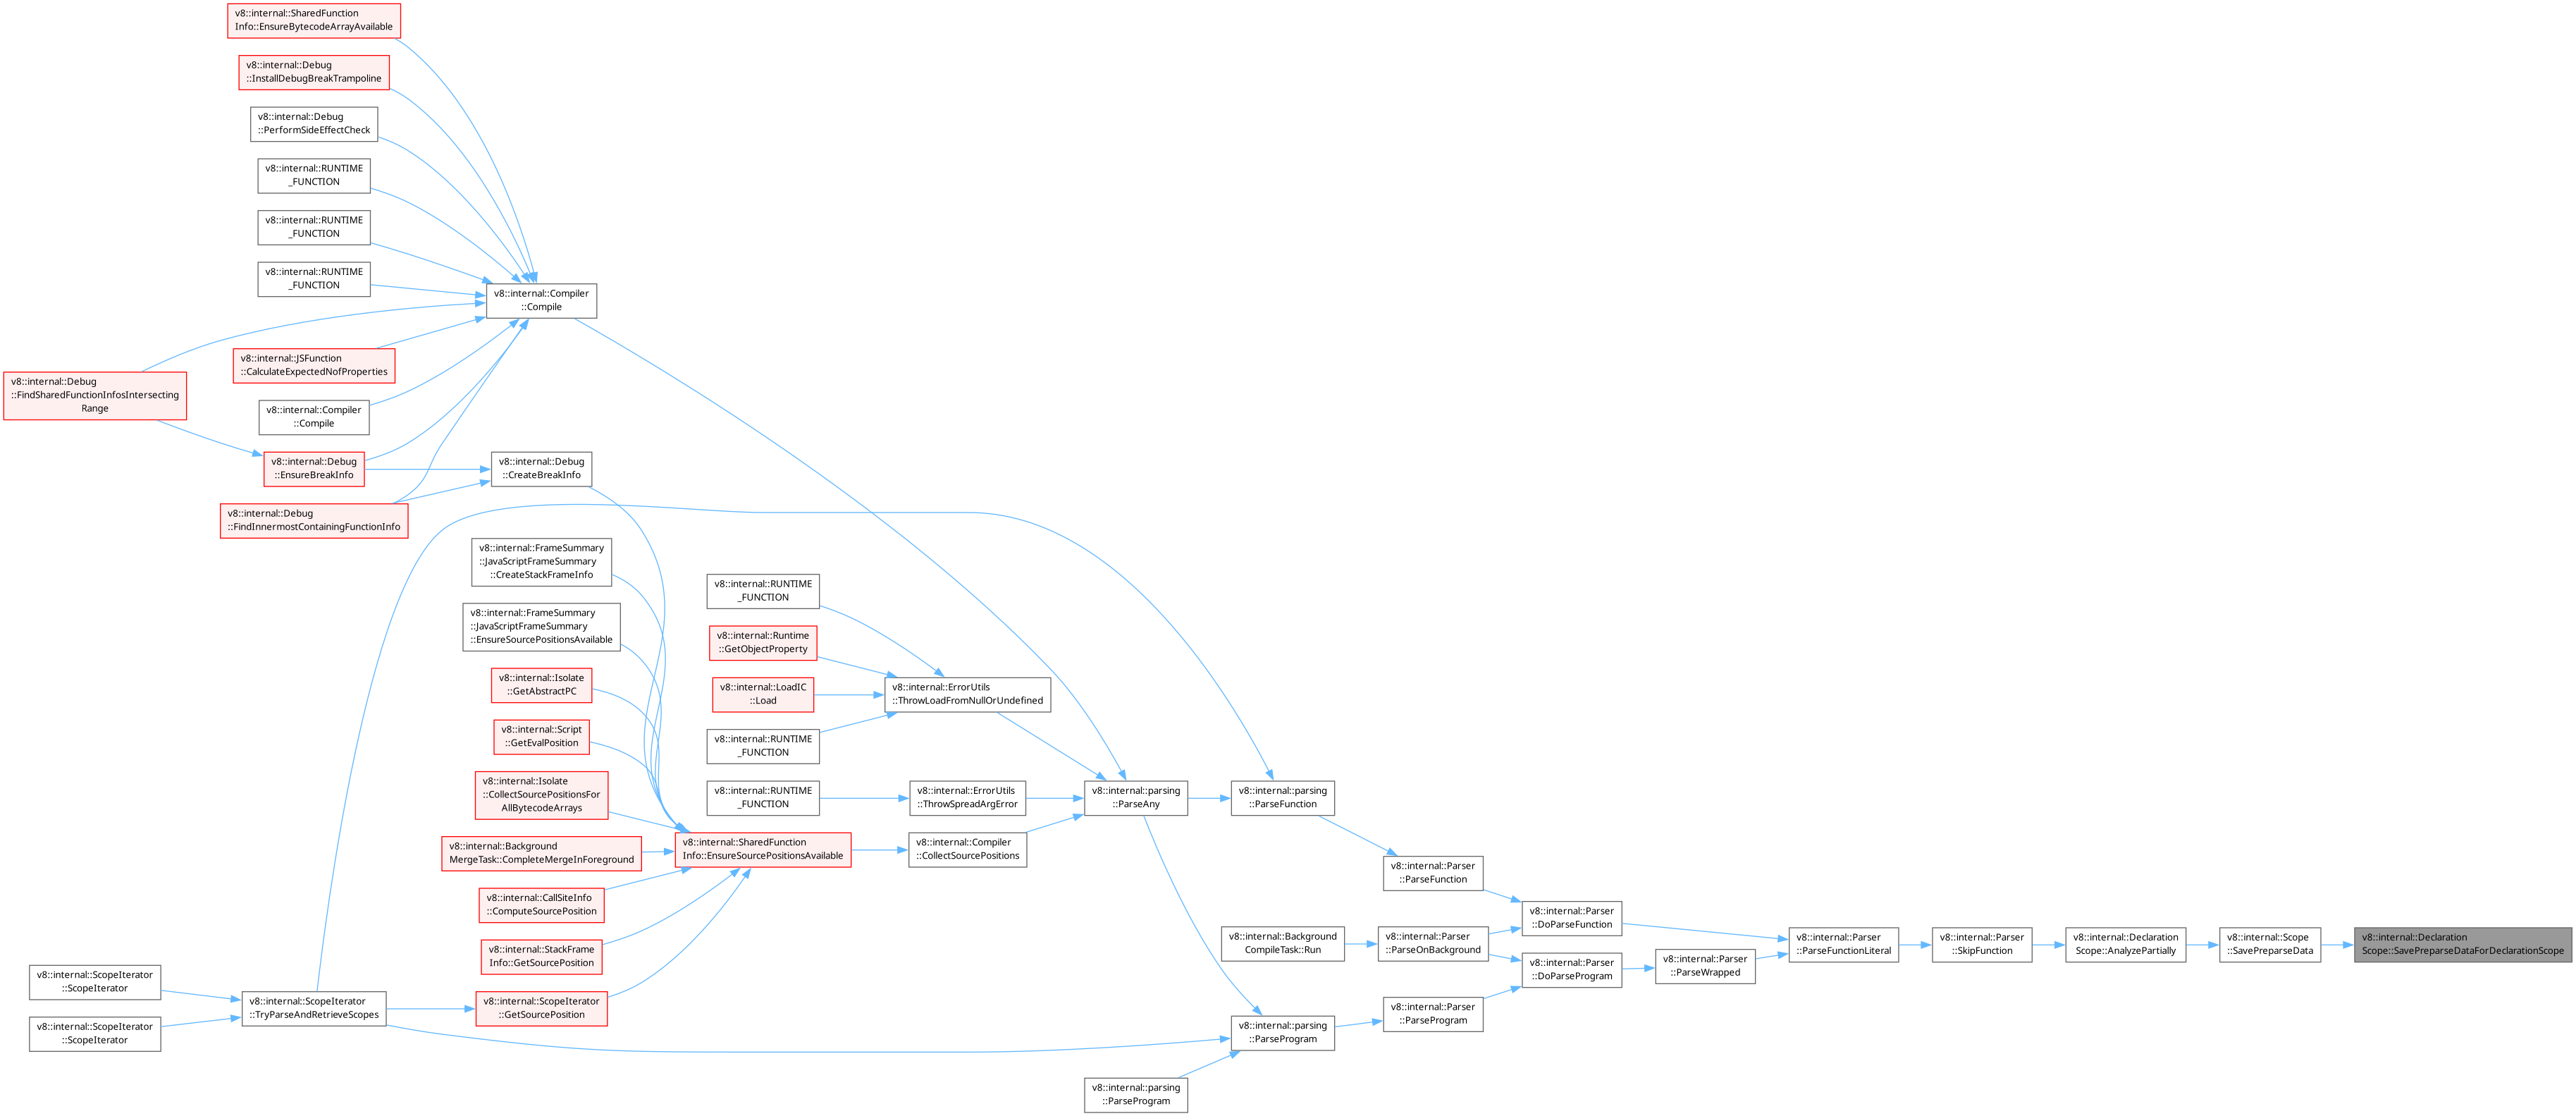 v8::internal::SharedFunction
Info::EnsureBytecodeArrayAvailable
v8::internal::Debug
::InstallDebugBreakTrampoline
v8::internal::Debug
::PerformSideEffectCheck
v8::internal::RUNTIME
_FUNCTION
v8::internal::RUNTIME
_FUNCTION
v8::internal::RUNTIME
_FUNCTION
v8::internal::Compiler
::Compile
v8::internal::JSFunction
::CalculateExpectedNofProperties
v8::internal::Debug
::FindSharedFunctionInfosIntersecting
Range
v8::internal::Compiler
::Compile
v8::internal::Debug
::EnsureBreakInfo
v8::internal::Debug
::CreateBreakInfo
v8::internal::Debug
::FindInnermostContainingFunctionInfo
v8::internal::FrameSummary
::JavaScriptFrameSummary
::CreateStackFrameInfo
v8::internal::FrameSummary
::JavaScriptFrameSummary
::EnsureSourcePositionsAvailable
v8::internal::Isolate
::GetAbstractPC
v8::internal::Script
::GetEvalPosition
v8::internal::Isolate
::CollectSourcePositionsFor
AllBytecodeArrays
v8::internal::Background
MergeTask::CompleteMergeInForeground
v8::internal::CallSiteInfo
::ComputeSourcePosition
v8::internal::StackFrame
Info::GetSourcePosition
v8::internal::ScopeIterator
::GetSourcePosition
v8::internal::ScopeIterator
::ScopeIterator
v8::internal::ScopeIterator
::ScopeIterator
v8::internal::ScopeIterator
::TryParseAndRetrieveScopes
v8::internal::RUNTIME
_FUNCTION
v8::internal::Runtime
::GetObjectProperty
v8::internal::LoadIC
::Load
v8::internal::RUNTIME
_FUNCTION
v8::internal::RUNTIME
_FUNCTION
v8::internal::SharedFunction
Info::EnsureSourcePositionsAvailable
v8::internal::ErrorUtils
::ThrowLoadFromNullOrUndefined
v8::internal::ErrorUtils
::ThrowSpreadArgError
v8::internal::Compiler
::CollectSourcePositions
v8::internal::parsing
::ParseAny
v8::internal::parsing
::ParseFunction
v8::internal::Parser
::ParseFunction
v8::internal::Background
CompileTask::Run
v8::internal::Parser
::ParseOnBackground
v8::internal::Parser
::DoParseFunction
v8::internal::Parser
::DoParseProgram
v8::internal::Parser
::ParseProgram
v8::internal::parsing
::ParseProgram
v8::internal::parsing
::ParseProgram
v8::internal::Parser
::ParseWrapped
v8::internal::Parser
::ParseFunctionLiteral
v8::internal::Parser
::SkipFunction
v8::internal::Declaration
Scope::AnalyzePartially
v8::internal::Scope
::SavePreparseData
v8::internal::Declaration
Scope::SavePreparseDataForDeclarationScope